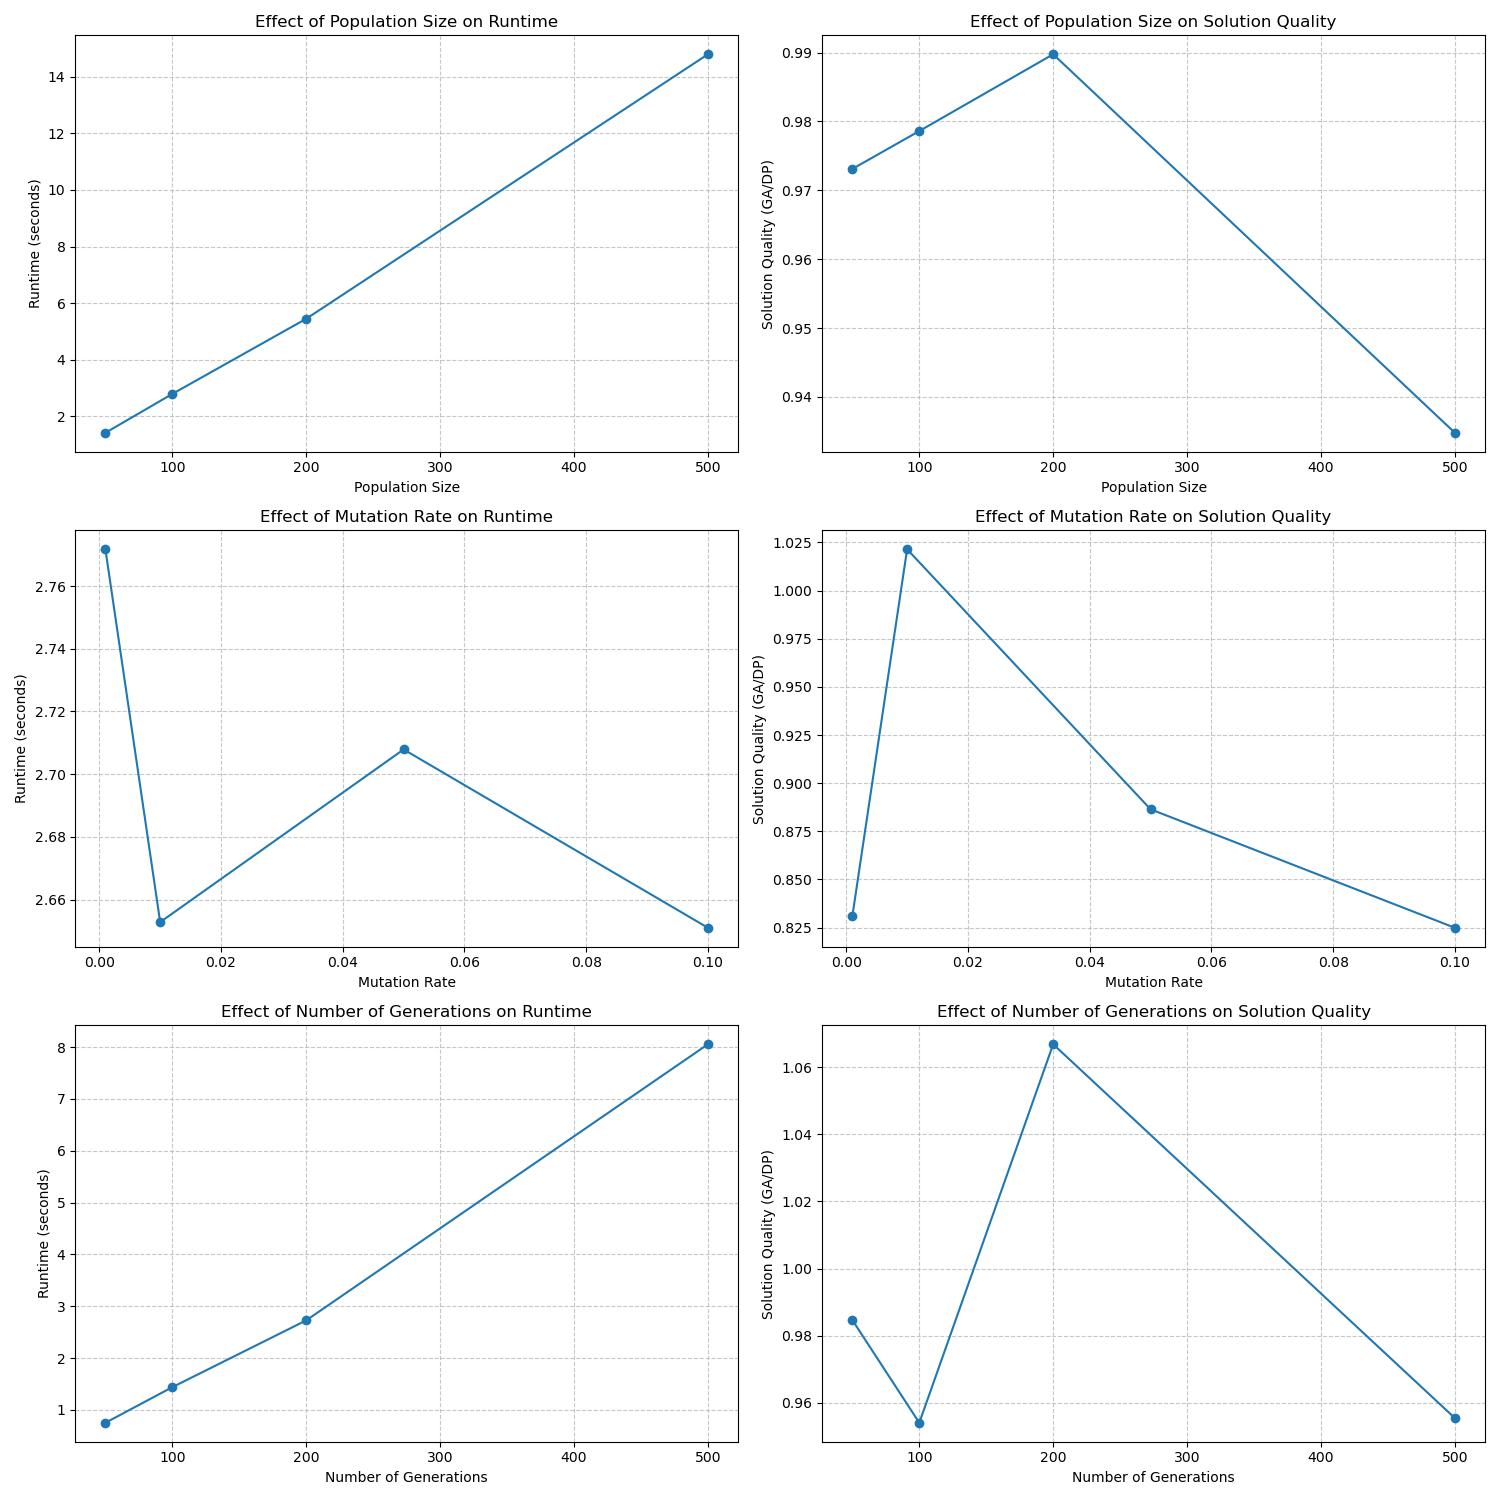 Effect of Population Size on Runtime
14
12
10
8
6
4
2
Runtime (seconds)
100 200 300 400 500
Population Size
Effect of Population Size on Solution Quality
0.99
0.98
0.97
0.96
0.95
0.94
Solution Quality (GA/DP)
100 200 300 400 500
Population Size
Effect of Mutation Rate on Runtime
2.76
2.74
2.72
2.70
2.68
2.66
Runtime (seconds)
0.00 0.02 0.04 0.06 0.08 0.10
Mutation Rate
Effect of Mutation Rate on Solution Quality
1.025
1.000
0.975
0.950
0.925
0.900
0.875
0.850
0.825
Solution Quality (GA/DP)
0.00 0.02 0.04 0.06 0.08 0.10
Mutation Rate
Effect of Number of Generations on Runtime
8
7
6
5
4
3
2
1
Runtime (seconds)
100 200 300 400 500
Number of Generations
Effect of Number of Generations on Solution Quality
1.06
1.04
1.02
1.00
0.98
0.96
Solution Quality (GA/DP)
100 200 300 400 500
Number of Generations